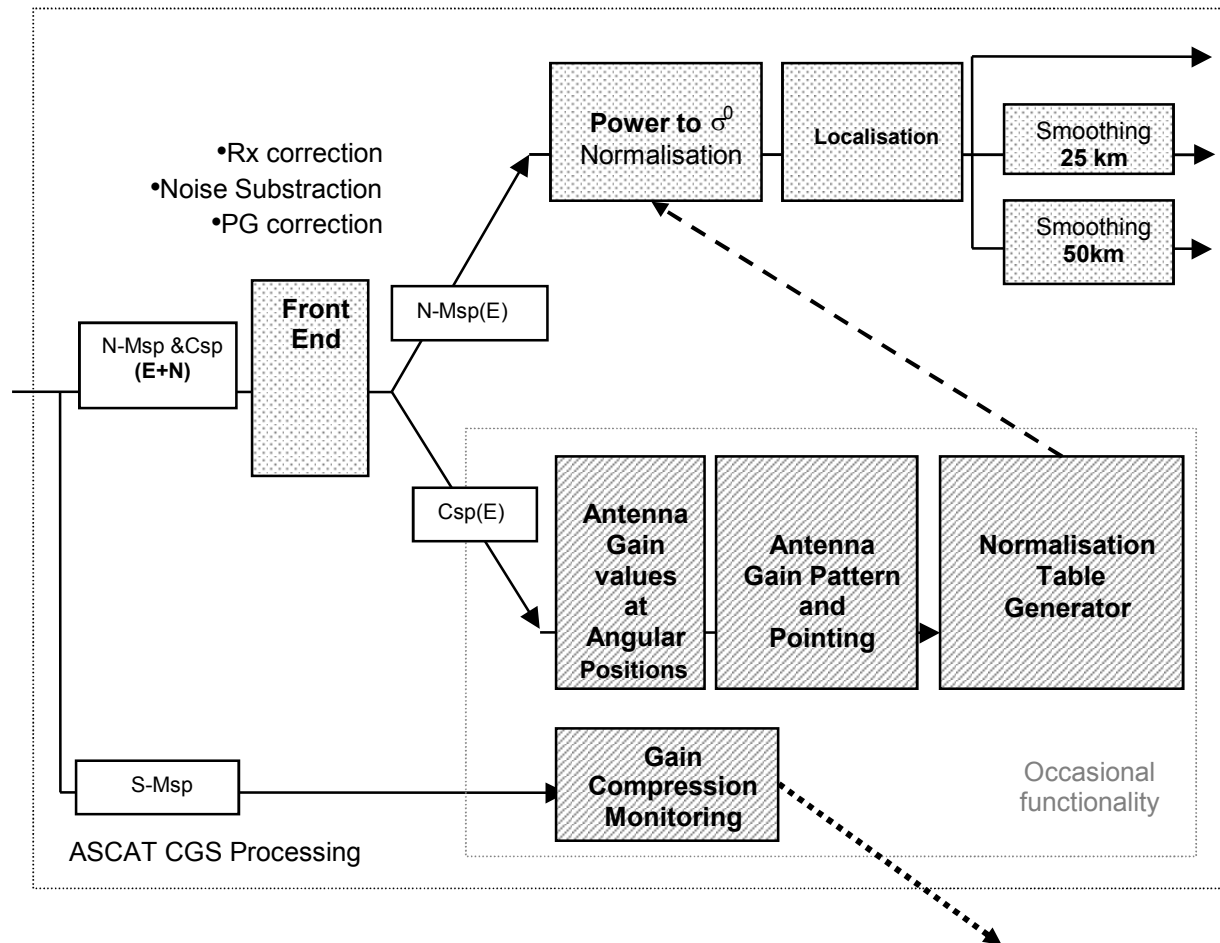 •Rx correction
•Noise Substraction
•PG correction
Power to σ⁰
Normalisation
Localisation
Smoothing
25 km
Smoothing
50km
N-Msp &Csp
(E+N)
Front
End
N-Msp(E)
Csp(E)
Antenna
Gain
values
at
Angular
Positions
Antenna
Gain Pattern
and
Pointing
Normalisation
Table
Generator
S-Msp
Gain
Compression
Monitoring
Occasional
functionality
ASCAT CGS Processing